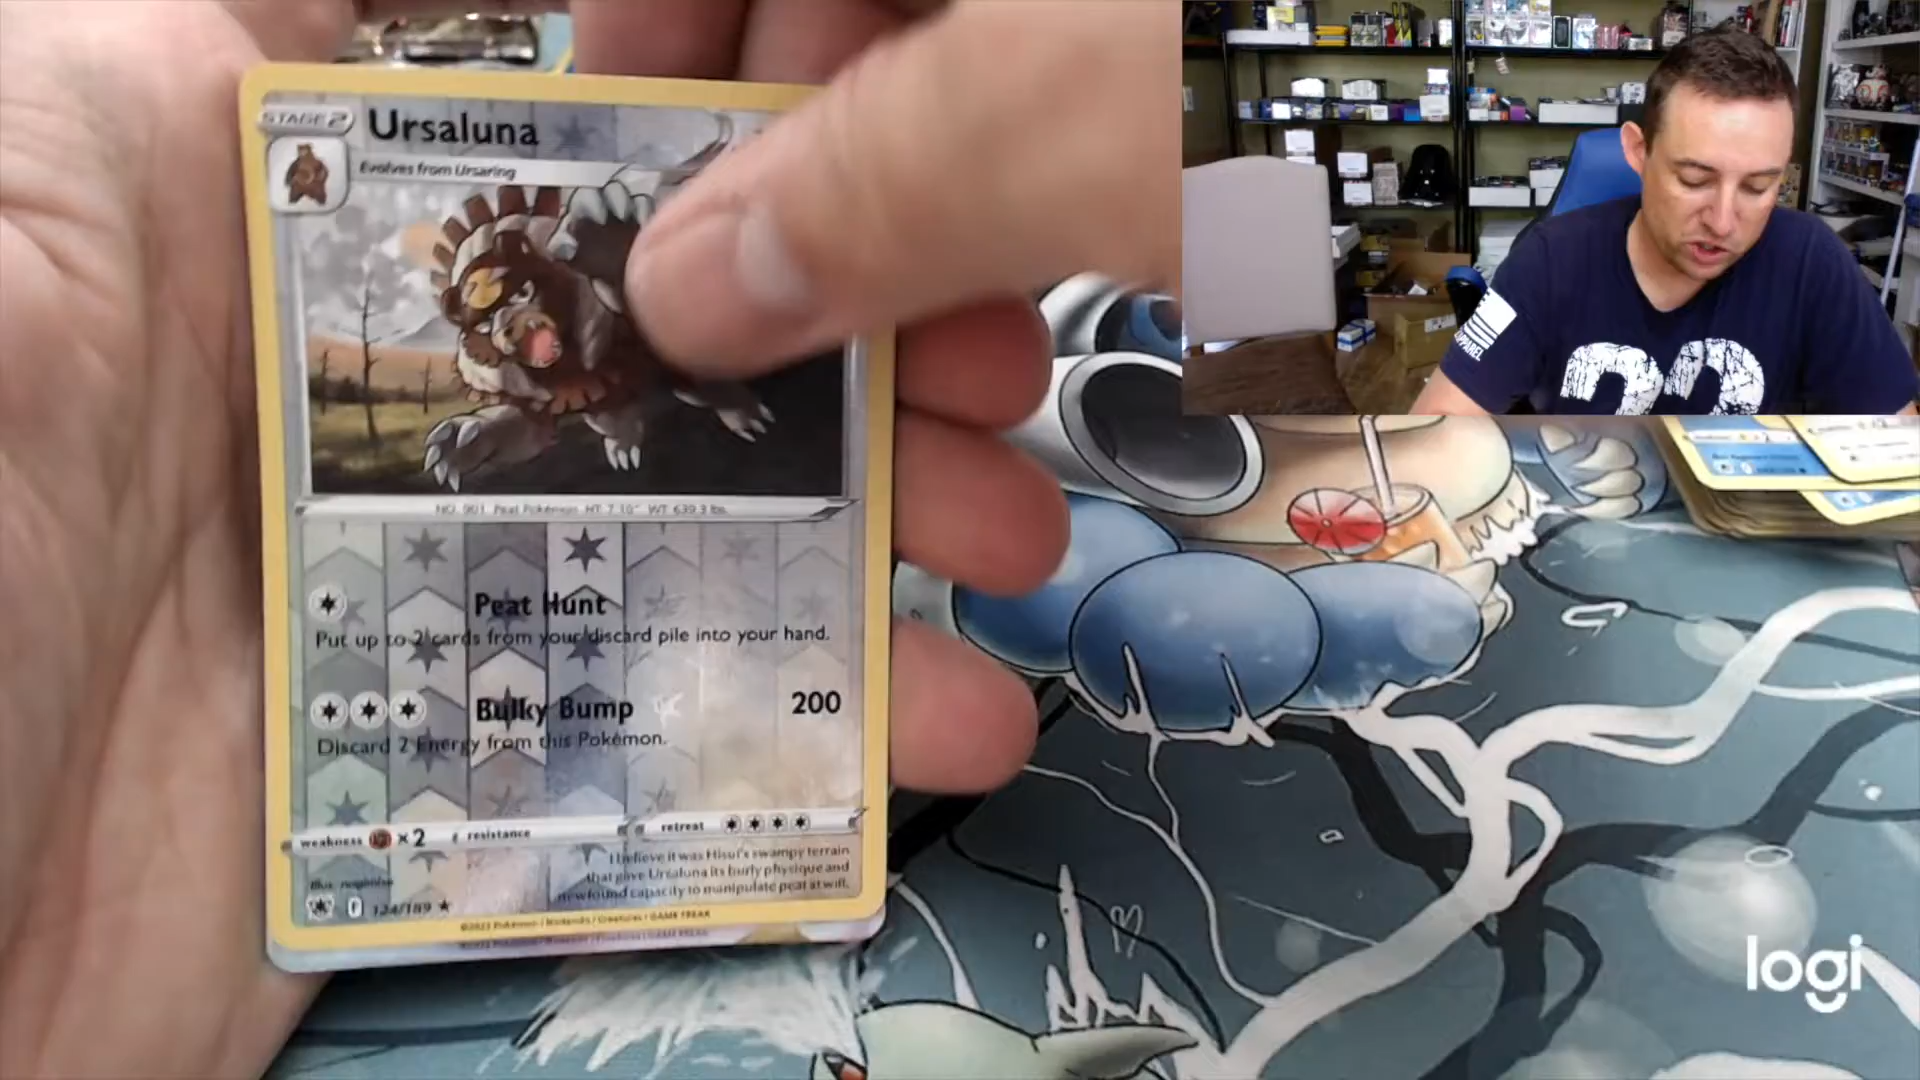 STAGE 2
Ursaluna
Evolves from Ursaring
NO. 901 Peat Pokémon HT: 7'10" WT: 639.3 lbs.
Peat Hunt
Put up to 2 cards from your discard pile into your hand.
Bulky Bump 200
Discard 2 Energy from this Pokémon.
weakness ×2 resistance retreat
I believe it was Hisui's swampy terrain
that gave Ursaluna its burly physique and
newfound capacity to manipulate peat at will.
Illus.
F 124/189 ★
©2022 Pokémon / Nintendo / Creatures / GAME FREAK
APPAREL
logi